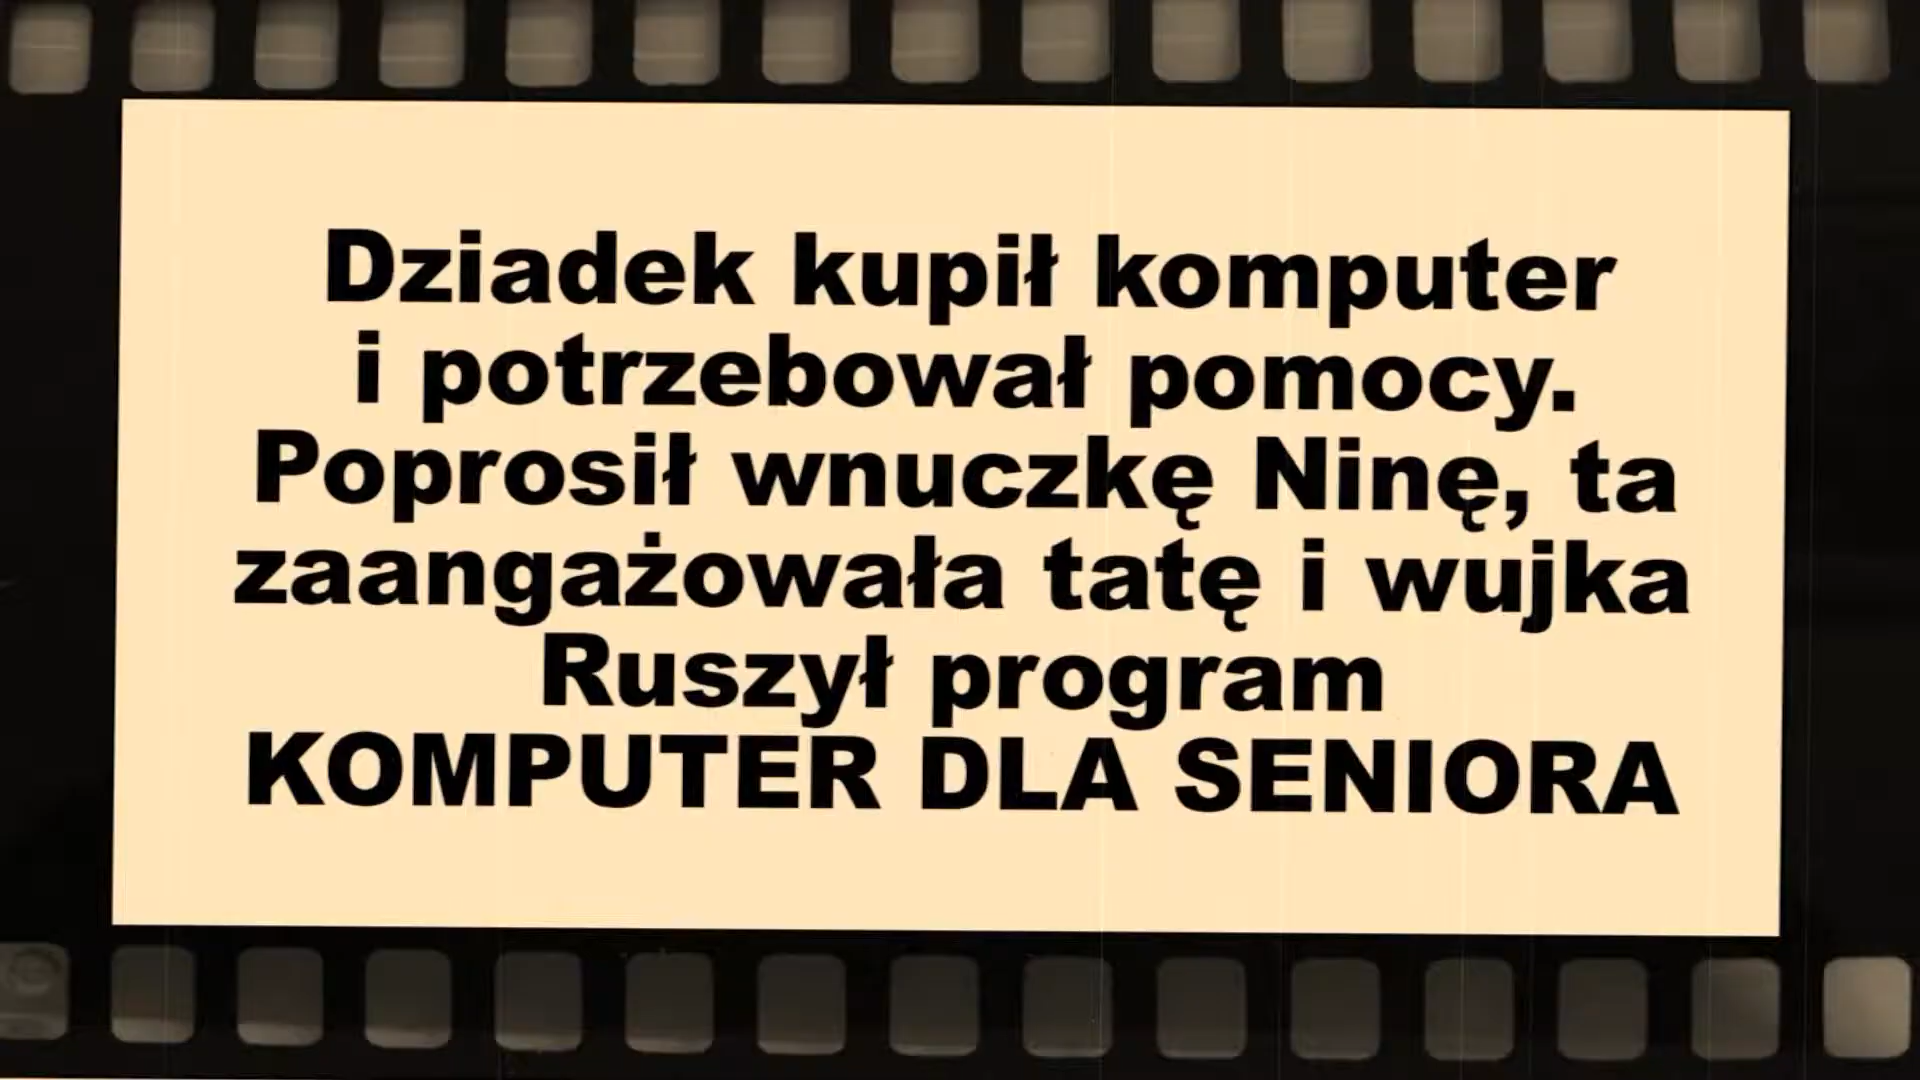 Dziadek kupił komputer
i potrzebował pomocy.
Poprosił wnuczkę Ninę, ta
zaangażowała tatę i wujka
Ruszył program
KOMPUTER DLA SENIORA